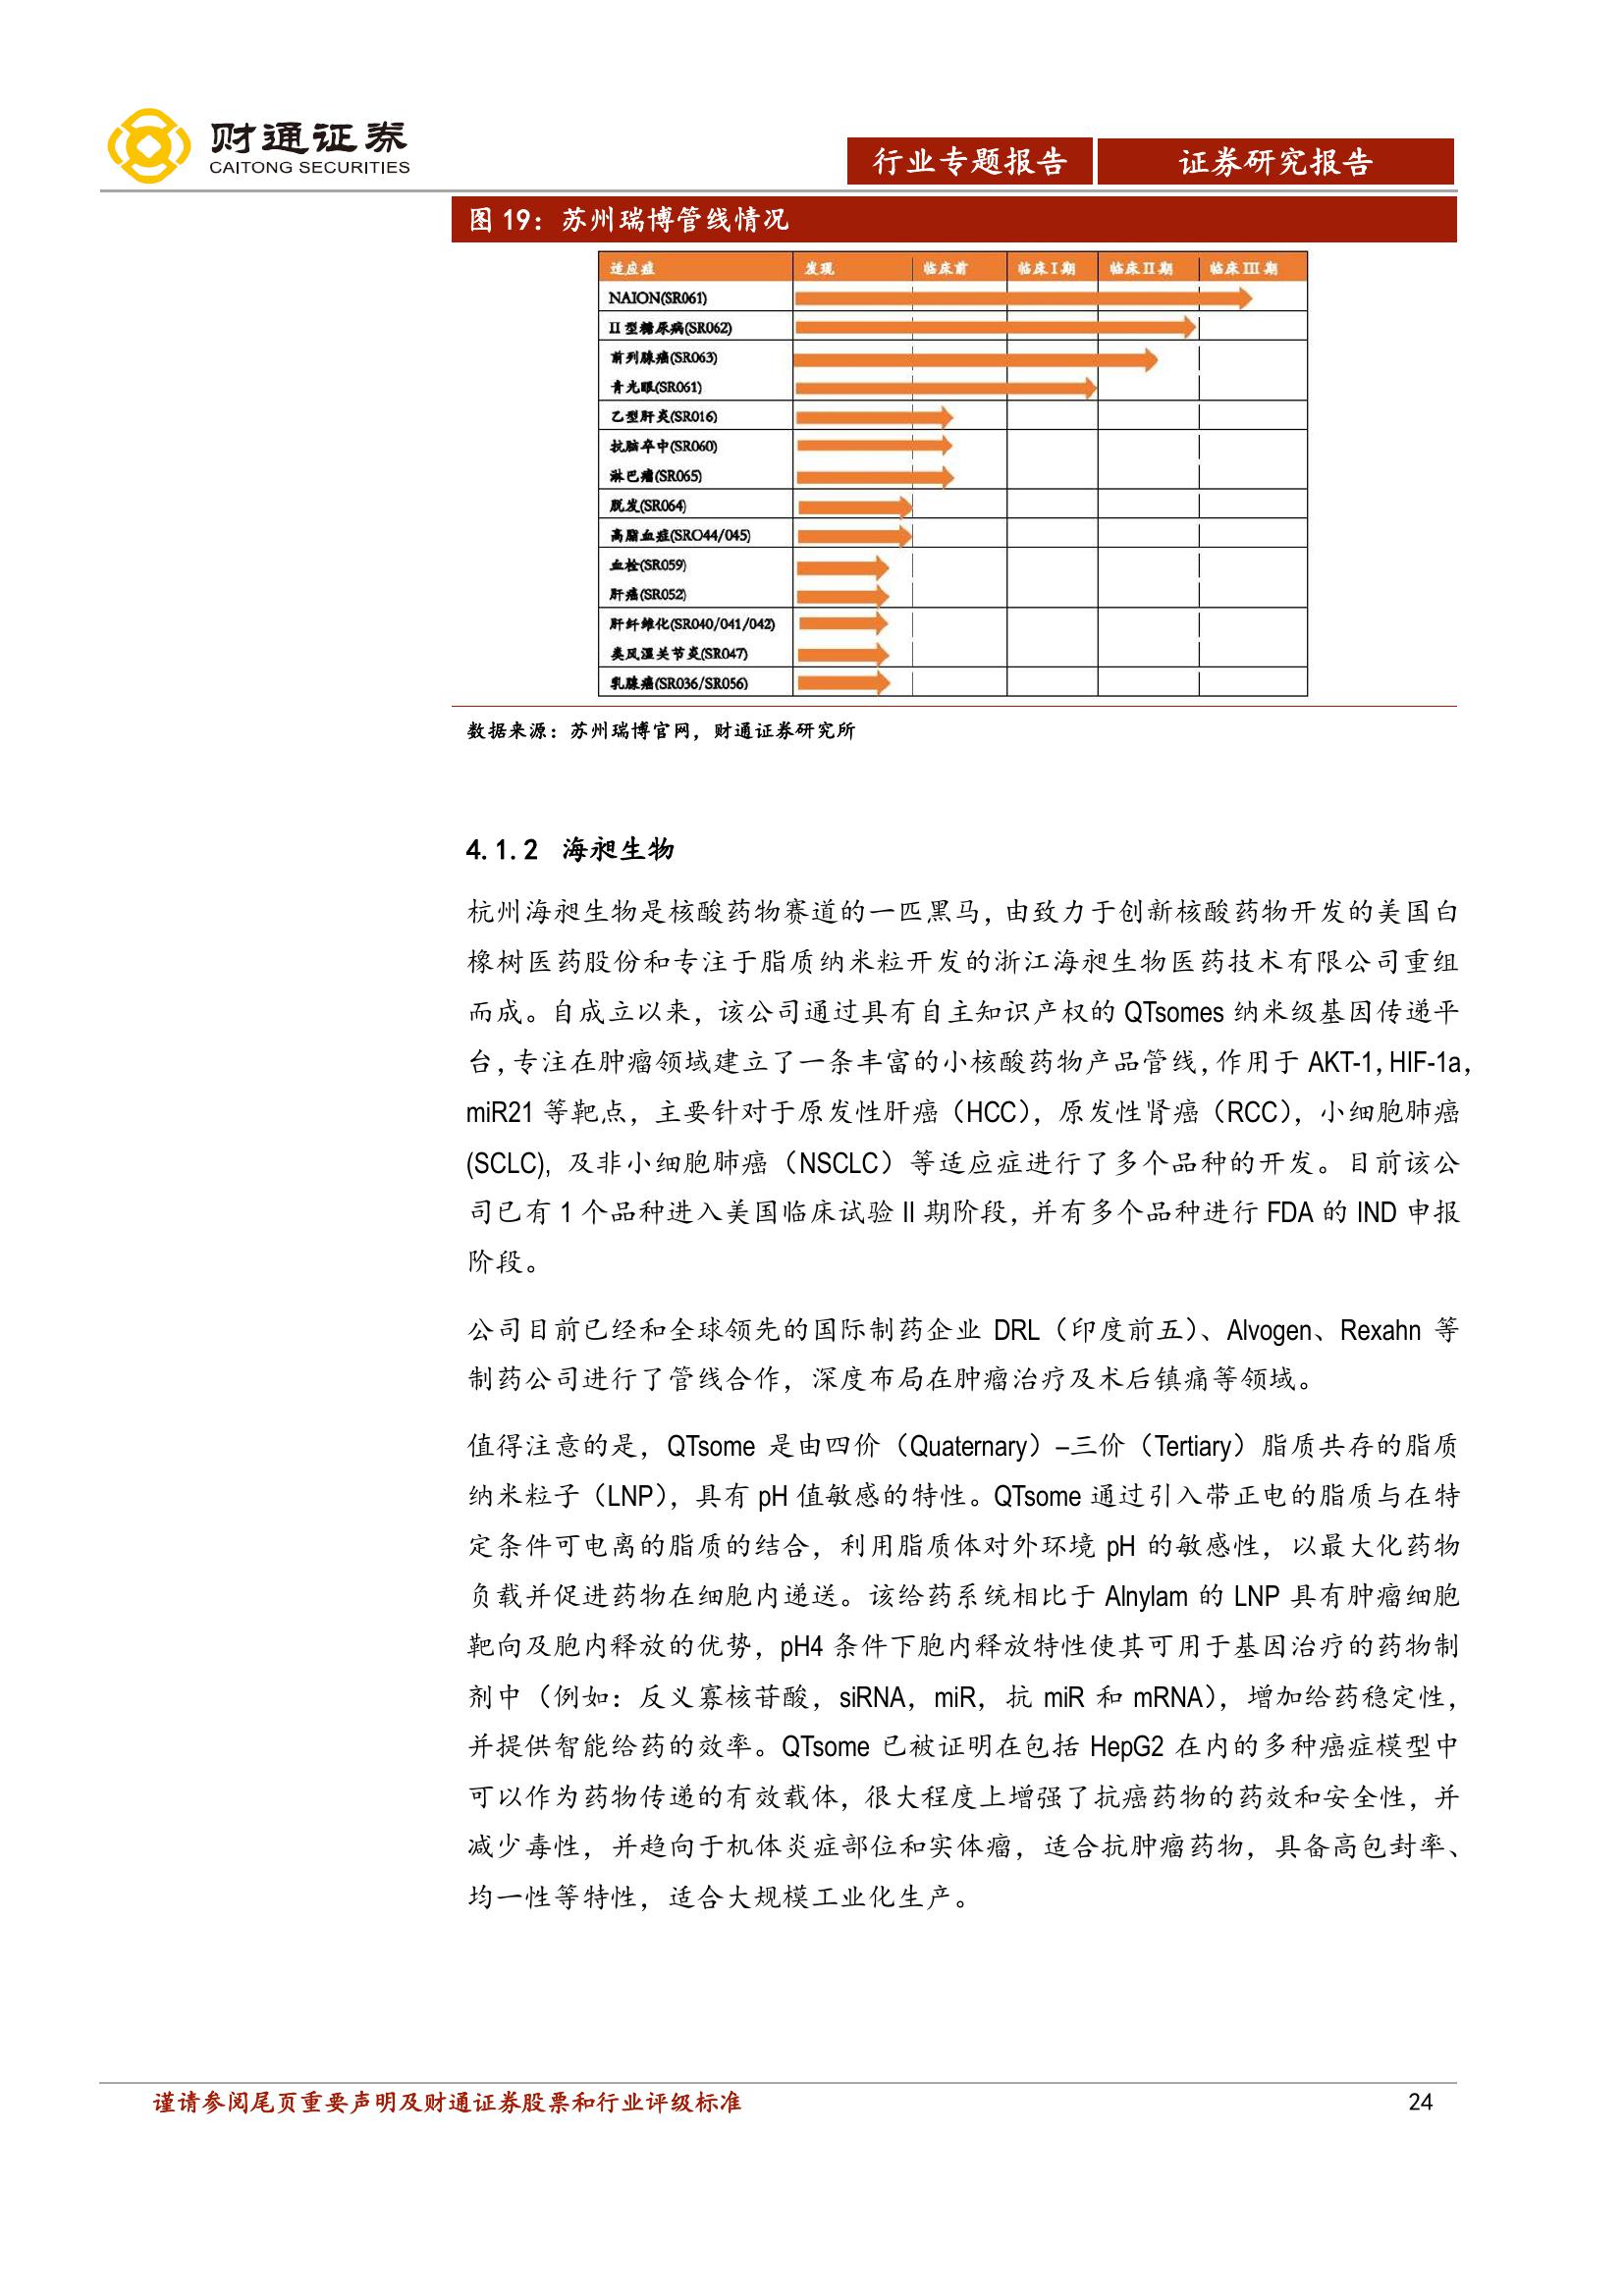 财通证券
CAITONG SECURITIES
行业专题报告 证券研究报告
图 19：苏州瑞博管线情况
适应症 发现 临床前 临床 I 期 临床 II 期 临床 III 期
NAION(SR061)
II 型糖尿病(SR062)
前列腺癌(SR063)
青光眼(SR061)
乙型肝炎(SR016)
抗脑卒中(SR060)
淋巴瘤(SR065)
脱发(SR064)
高脂血症(SRO44/045)
血栓(SR059)
肝癌(SR052)
肝纤维化(SR040/041/042)
类风湿关节炎(SR047)
乳腺癌(SR036/SR056)
数据来源：苏州瑞博官网，财通证券研究所
4.1.2 海昶生物
杭州海昶生物是核酸药物赛道的一匹黑马，由致力于创新核酸药物开发的美国白
橡树医药股份和专注于脂质纳米粒开发的浙江海昶生物医药技术有限公司重组
而成。自成立以来，该公司通过具有自主知识产权的 QTsomes 纳米级基因传递平
台，专注在肿瘤领域建立了一条丰富的小核酸药物产品管线，作用于 AKT-1，HIF-1a，
miR21 等靶点，主要针对于原发性肝癌（HCC），原发性肾癌（RCC），小细胞肺癌
(SCLC), 及非小细胞肺癌（NSCLC）等适应症进行了多个品种的开发。目前该公
司已有 1 个品种进入美国临床试验 II 期阶段，并有多个品种进行 FDA 的 IND 申报
阶段。
公司目前已经和全球领先的国际制药企业 DRL（印度前五）、Alvogen、Rexahn 等
制药公司进行了管线合作，深度布局在肿瘤治疗及术后镇痛等领域。
值得注意的是，QTsome 是由四价（Quaternary）–三价（Tertiary）脂质共存的脂质
纳米粒子（LNP），具有 pH 值敏感的特性。QTsome 通过引入带正电的脂质与在特
定条件可电离的脂质的结合，利用脂质体对外环境 pH 的敏感性，以最大化药物
负载并促进药物在细胞内递送。该给药系统相比于 Alnylam 的 LNP 具有肿瘤细胞
靶向及胞内释放的优势，pH4 条件下胞内释放特性使其可用于基因治疗的药物制
剂中（例如：反义寡核苷酸，siRNA，miR，抗 miR 和 mRNA），增加给药稳定性，
并提供智能给药的效率。QTsome 已被证明在包括 HepG2 在内的多种癌症模型中
可以作为药物传递的有效载体，很大程度上增强了抗癌药物的药效和安全性，并
减少毒性，并趋向于机体炎症部位和实体瘤，适合抗肿瘤药物，具备高包封率、
均一性等特性，适合大规模工业化生产。
谨请参阅尾页重要声明及财通证券股票和行业评级标准 24